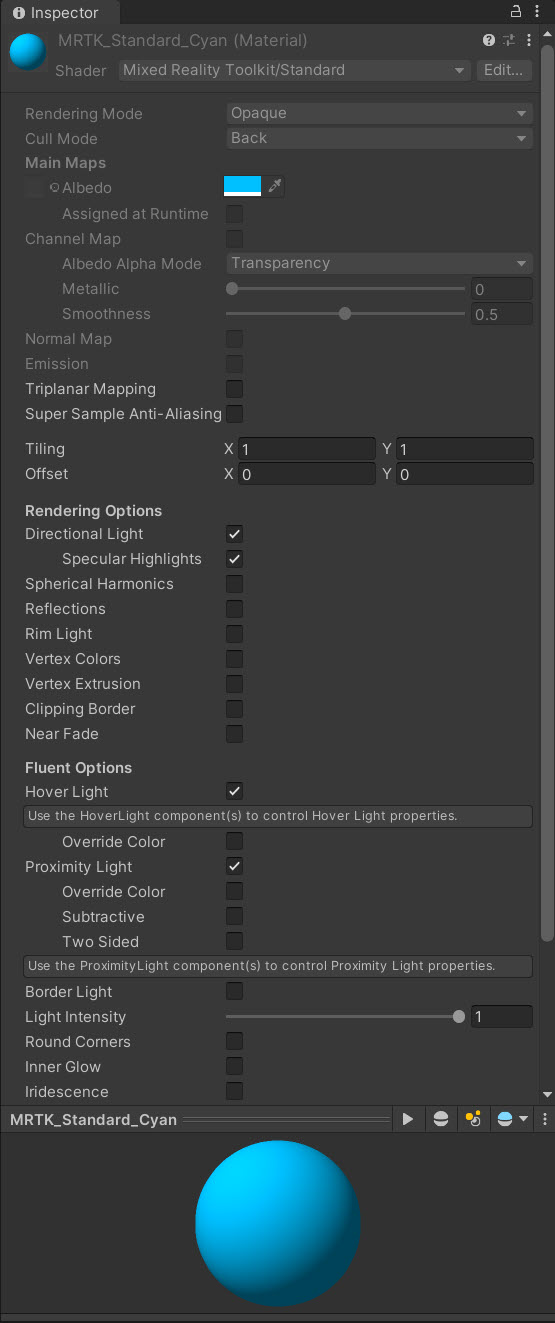 Inspector
MRTK_Standard_Cyan (Material)
Shader Mixed Reality Toolkit/Standard Edit...
Rendering Mode Opaque
Cull Mode Back
Main Maps
Albedo
Assigned at Runtime
Channel Map
Albedo Alpha Mode Transparency
Metallic 0
Smoothness 0.5
Normal Map
Emission
Triplanar Mapping
Super Sample Anti-Aliasing
Tiling X 1 Y 1
Offset X 0 Y 0
Rendering Options
Directional Light
Specular Highlights
Spherical Harmonics
Reflections
Rim Light
Vertex Colors
Vertex Extrusion
Clipping Border
Near Fade
Fluent Options
Hover Light
Use the HoverLight component(s) to control Hover Light properties.
Override Color
Proximity Light
Override Color
Subtractive
Two Sided
Use the ProximityLight component(s) to control Proximity Light properties.
Border Light
Light Intensity 1
Round Corners
Inner Glow
Iridescence
MRTK_Standard_Cyan